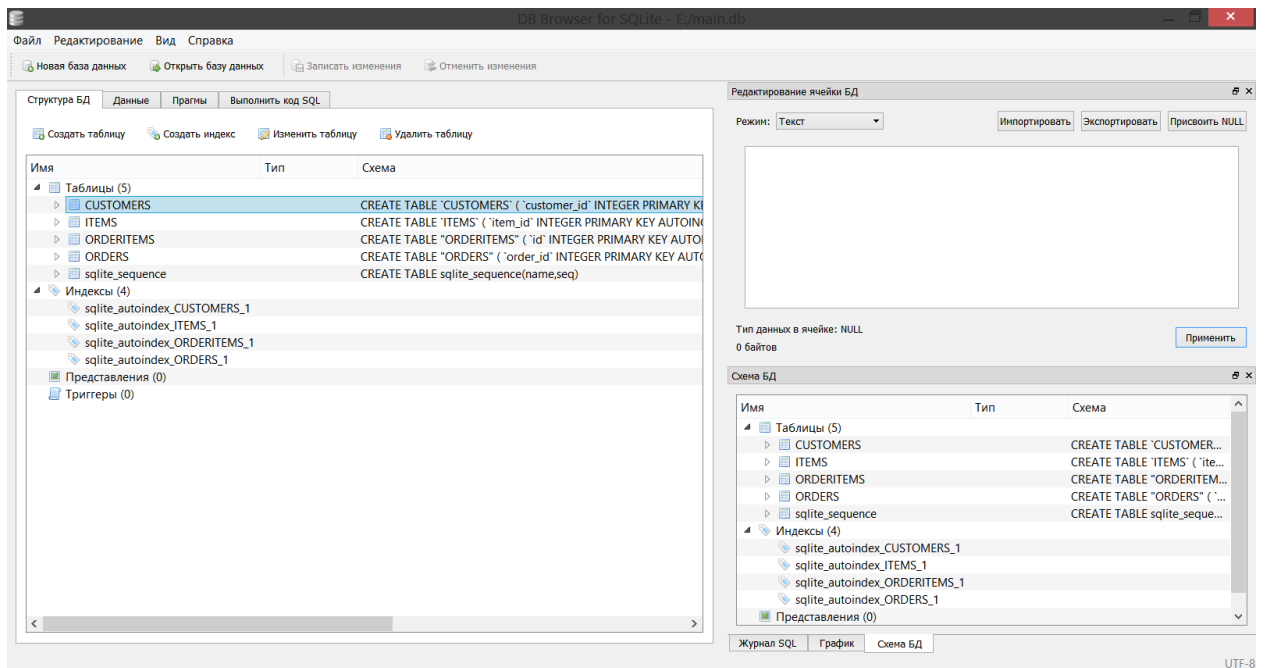 DB Browser for SQLite - E:/main.db
Файл Редактирование Вид Справка
Новая база данных Открыть базу данных Записать изменения Отменить изменения
Структура БД Данные Прагмы Выполнить код SQL
Создать таблицу Создать индекс Изменить таблицу Удалить таблицу
Имя Тип Схема
Таблицы (5)
CUSTOMERS CREATE TABLE `CUSTOMERS` ( `customer_id` INTEGER PRIMARY KE
ITEMS CREATE TABLE `ITEMS` ( `item_id` INTEGER PRIMARY KEY AUTOINC
ORDERITEMS CREATE TABLE "ORDERITEMS" ( `id` INTEGER PRIMARY KEY AUTOI
ORDERS CREATE TABLE "ORDERS" ( `order_id` INTEGER PRIMARY KEY AUTO
sqlite_sequence CREATE TABLE sqlite_sequence(name,seq)
Индексы (4)
sqlite_autoindex_CUSTOMERS_1
sqlite_autoindex_ITEMS_1
sqlite_autoindex_ORDERITEMS_1
sqlite_autoindex_ORDERS_1
Представления (0)
Триггеры (0)
Редактирование ячейки БД
Режим: Текст Импортировать Экспортировать Присвоить NULL
Тип данных в ячейке: NULL
0 байтов
Применить
Схема БД
Имя Тип Схема
Таблицы (5)
CUSTOMERS CREATE TABLE `CUSTOMER...
ITEMS CREATE TABLE `ITEMS` ( `ite...
ORDERITEMS CREATE TABLE "ORDERITEM...
ORDERS CREATE TABLE "ORDERS" ( `...
sqlite_sequence CREATE TABLE sqlite_seque...
Индексы (4)
sqlite_autoindex_CUSTOMERS_1
sqlite_autoindex_ITEMS_1
sqlite_autoindex_ORDERITEMS_1
sqlite_autoindex_ORDERS_1
Представления (0)
Журнал SQL График Схема БД
UTF-8